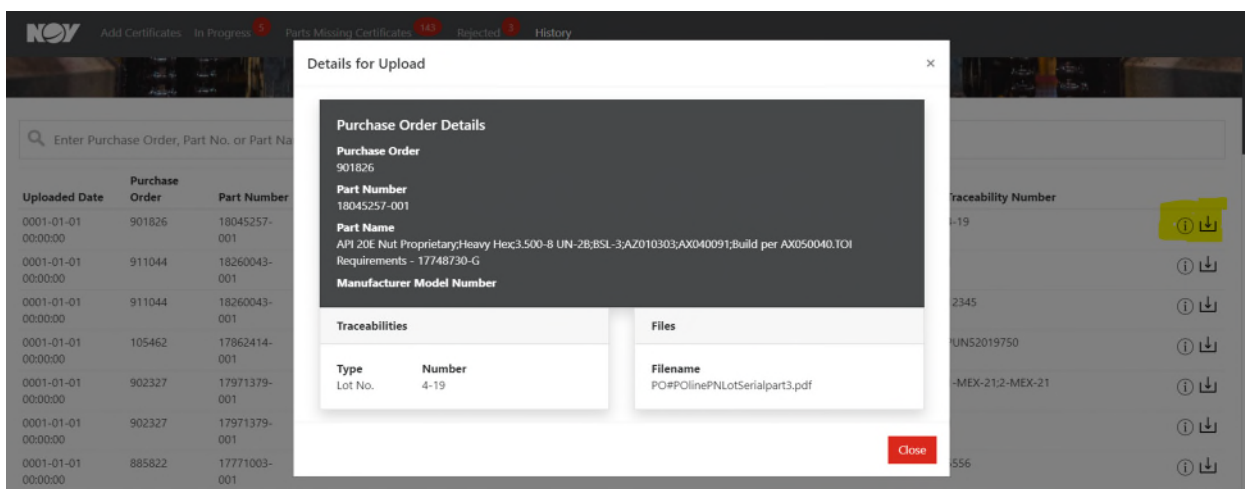 NOV Add Certificates In Progress 5 Parts Missing Certificates 143 Rejected 3 History
Details for Upload ×
Enter Purchase Order, Part No. or Part Na
Purchase Order Details
Purchase Order
901826
Part Number
18045257-001
Part Name
API 20E Nut Proprietary;Heavy Hex;3.500-8 UN-2B;BSL-3;AZ010303;AX040091;Build per AX050040.TOI
Requirements - 17748730-G
Manufacturer Model Number
Traceabilities
Type Number
Lot No. 4-19
Files
Filename
PO#POlinePNLotSerialpart3.pdf
Close
Uploaded Date Purchase Order Part Number Traceability Number
0001-01-01 901826 18045257- -19
00:00:00 001
0001-01-01 911044 18260043-
00:00:00 001
0001-01-01 911044 18260043- 2345
00:00:00 001
0001-01-01 105462 17862414- UN52019750
00:00:00 001
0001-01-01 902327 17971379- -MEX-21;2-MEX-21
00:00:00 001
0001-01-01 902327 17971379-
00:00:00 001
0001-01-01 885822 17771003- 556
00:00:00 001